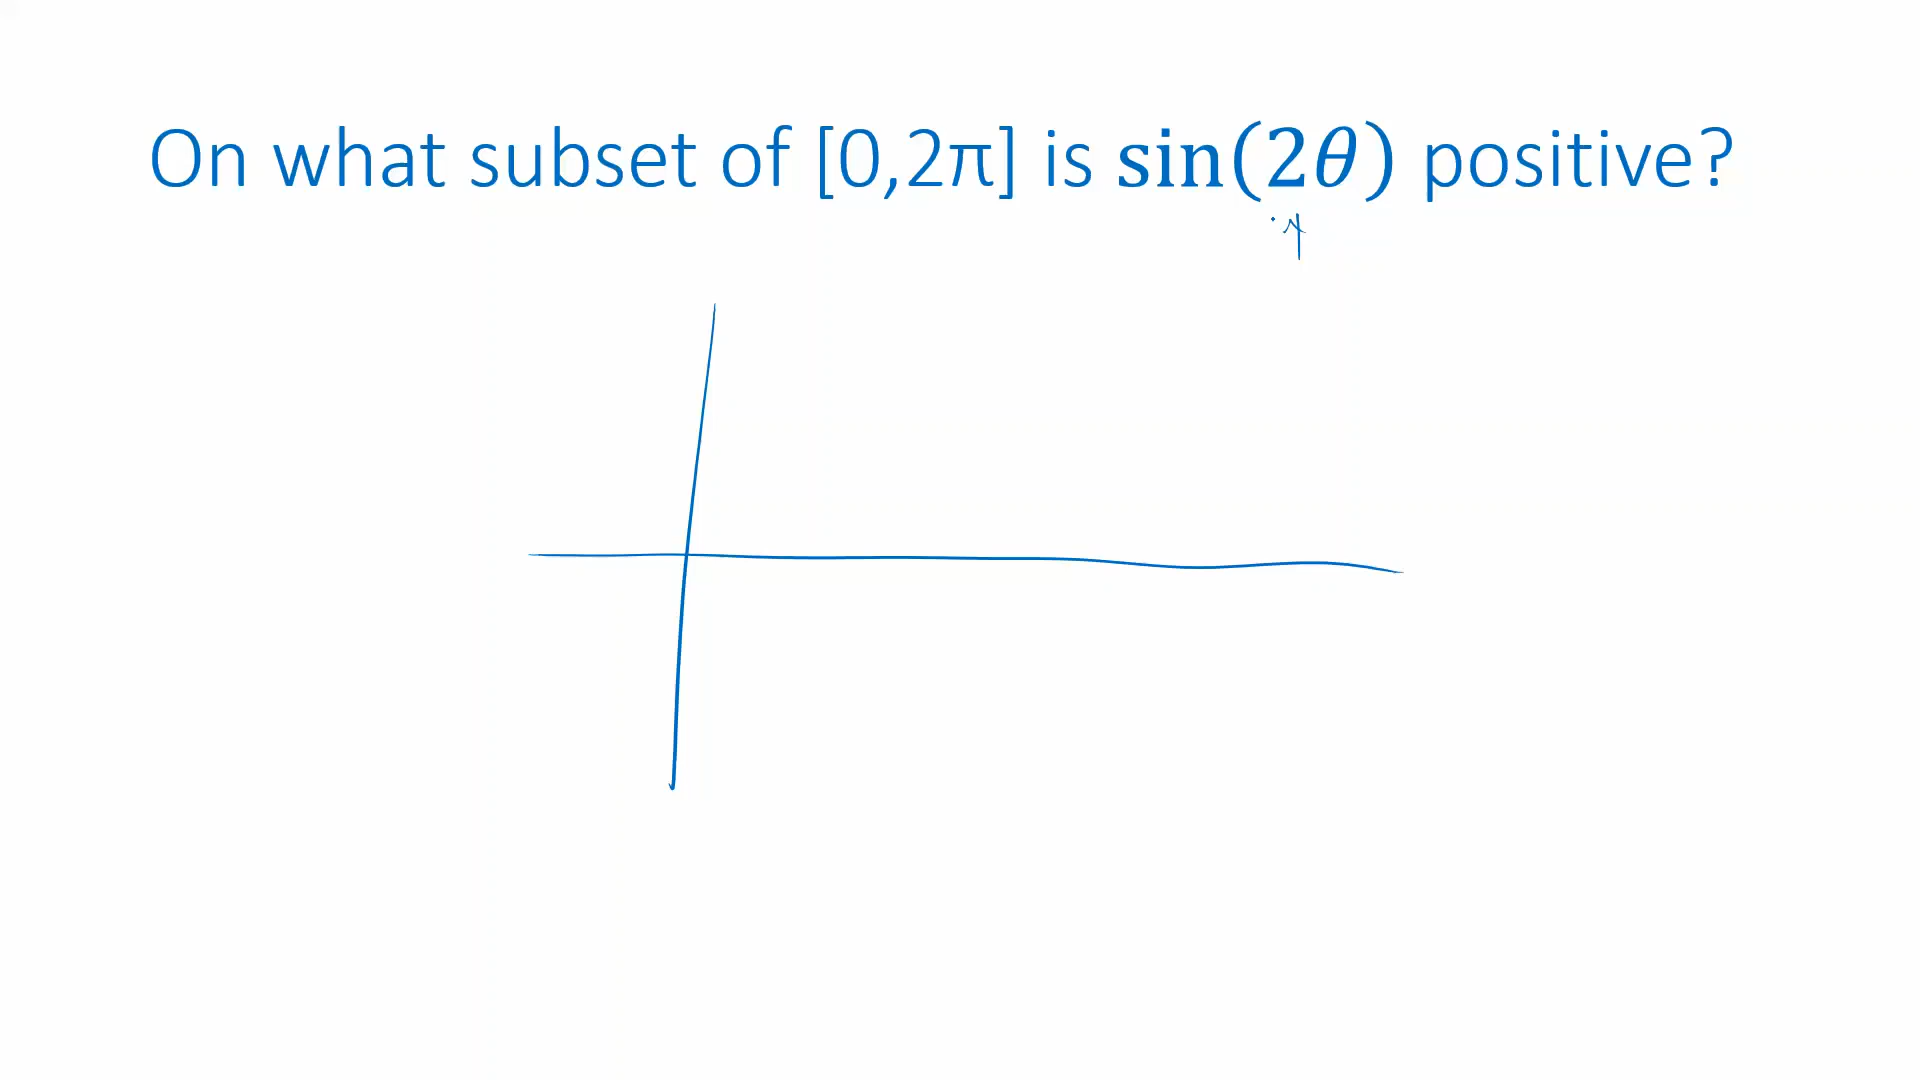 On what subset of [0,2π] is sin(2θ) positive?